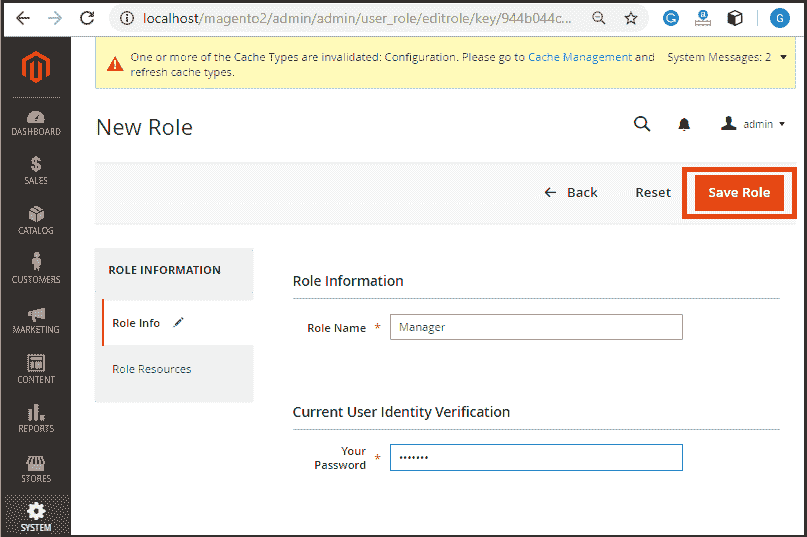 localhost/magento2/admin/admin/user_role/editrole/key/944b044c...
G
G
One or more of the Cache Types are invalidated: Configuration. Please go to Cache Management and
refresh cache types.
System Messages: 2
New Role
admin
Back
Reset
Save Role
DASHBOARD
SALES
CATALOG
CUSTOMERS
MARKETING
CONTENT
REPORTS
STORES
SYSTEM
ROLE INFORMATION
Role Info
Role Resources
Role Information
Role Name *
Manager
Current User Identity Verification
Your
Password *
•••••••